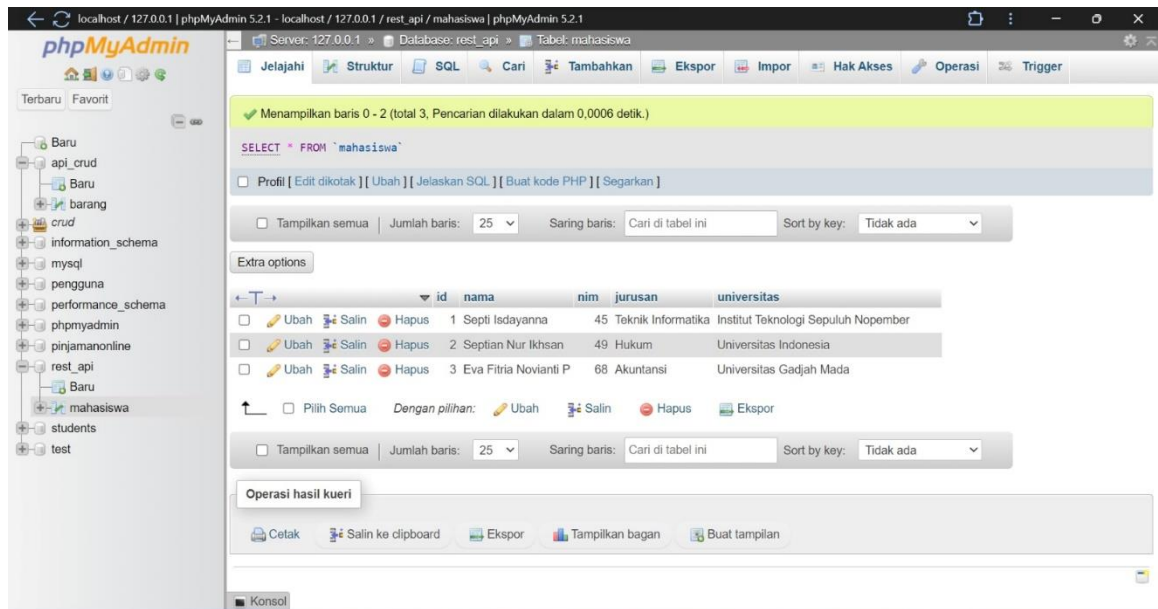 localhost / 127.0.0.1 | phpMyAdmin 5.2.1 - localhost / 127.0.0.1 / rest_api / mahasiswa | phpMyAdmin 5.2.1
phpMyAdmin
Terbaru Favorit
Baru
api_crud
Baru
barang
crud
information_schema
mysql
pengguna
performance_schema
phpmyadmin
pinjamanonline
rest_api
Baru
mahasiswa
students
test
Server: 127.0.0.1 » Database: rest_api » Tabel: mahasiswa
Jelajahi Struktur SQL Cari Tambahkan Ekspor Impor Hak Akses Operasi Trigger
Menampilkan baris 0 - 2 (total 3, Pencarian dilakukan dalam 0,0006 detik.)
SELECT * FROM `mahasiswa`
Profil [ Edit dikotak ] [ Ubah ] [ Jelaskan SQL ] [ Buat kode PHP ] [ Segarkan ]
Tampilkan semua | Jumlah baris: 25 Saring baris: Cari di tabel ini Sort by key: Tidak ada
Extra options
←T→ id nama nim jurusan universitas
Ubah Salin Hapus 1 Septi Isdayanna 45 Teknik Informatika Institut Teknologi Sepuluh Nopember
Ubah Salin Hapus 2 Septian Nur Ikhsan 49 Hukum Universitas Indonesia
Ubah Salin Hapus 3 Eva Fitria Novianti P 68 Akuntansi Universitas Gadjah Mada
Pilih Semua Dengan pilihan: Ubah Salin Hapus Ekspor
Tampilkan semua | Jumlah baris: 25 Saring baris: Cari di tabel ini Sort by key: Tidak ada
Operasi hasil kueri
Cetak Salin ke clipboard Ekspor Tampilkan bagan Buat tampilan
Konsol